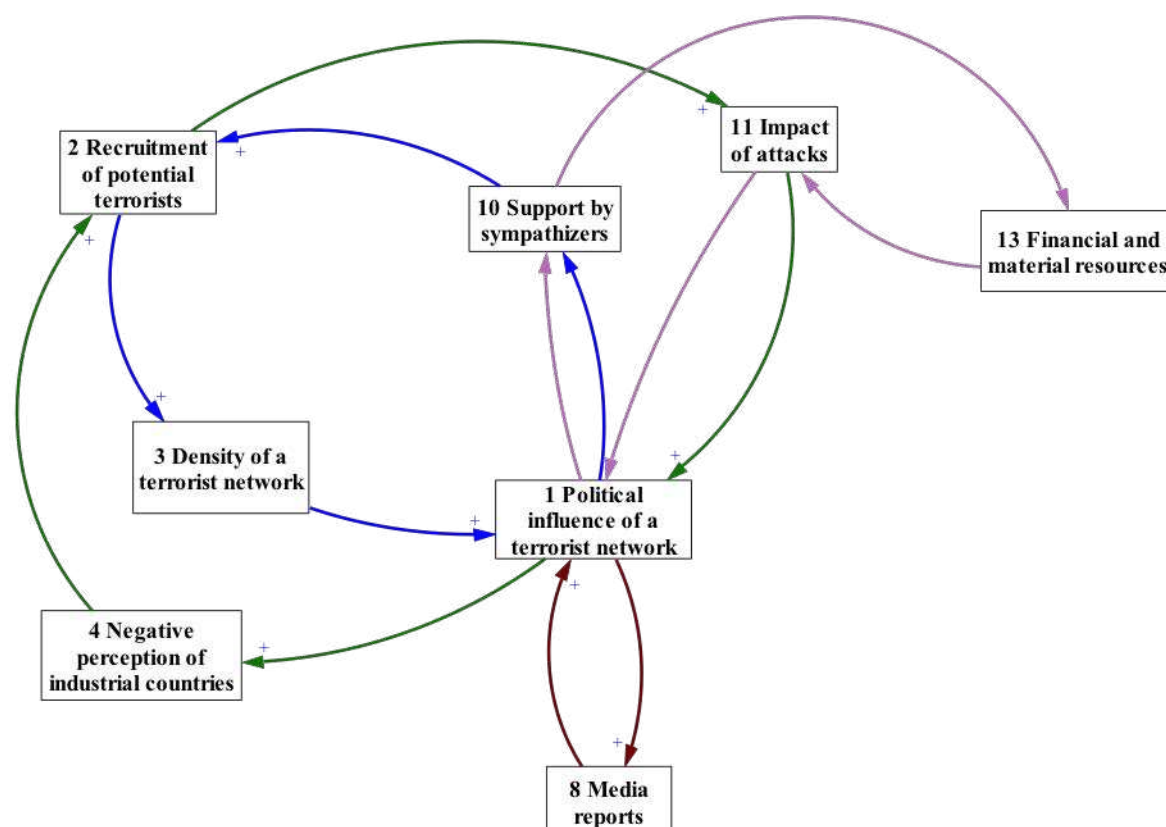 11 Impact
of attacks
2 Recruitment
of potential
terrorists
10 Support by
sympathizers
13 Financial and
material resources
3 Density of a
terrorist network
1 Political
influence of a
terrorist network
4 Negative
perception of
industrial countries
8 Media
reports
+
+
+
+
+
+
+
+
+